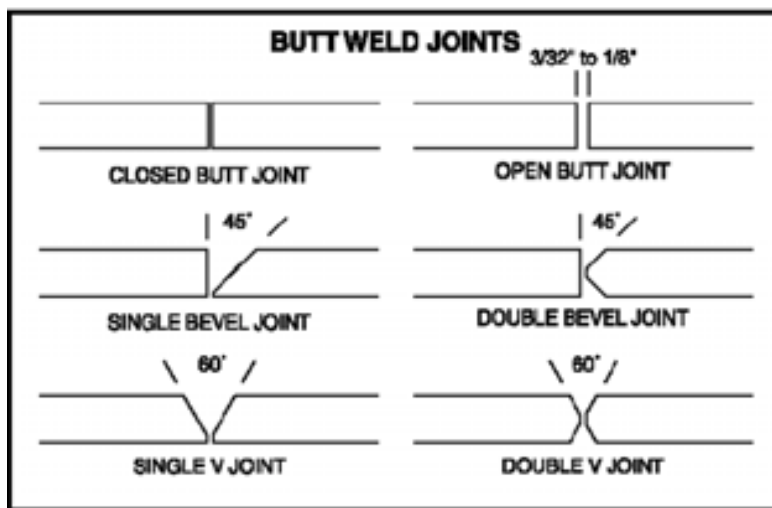 BUTT WELD JOINTS
3/32" to 1/8"
CLOSED BUTT JOINT
OPEN BUTT JOINT
45°
45°
SINGLE BEVEL JOINT
DOUBLE BEVEL JOINT
60°
60°
SINGLE V JOINT
DOUBLE V JOINT